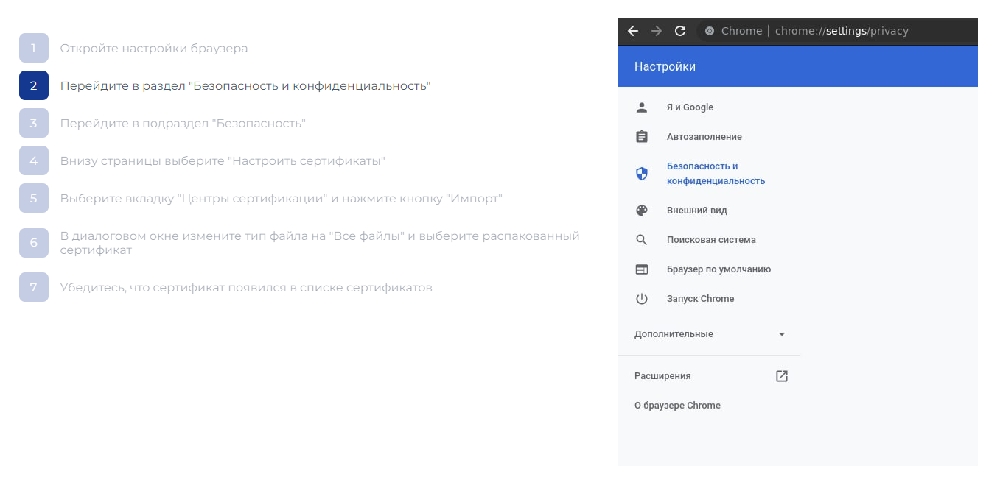 1 Откройте настройки браузера
2 Перейдите в раздел "Безопасность и конфиденциальность"
3 Перейдите в подраздел "Безопасность"
4 Внизу страницы выберите "Настроить сертификаты"
5 Выберите вкладку "Центры сертификации" и нажмите кнопку "Импорт"
6 В диалоговом окне измените тип файла на "Все файлы" и выберите распакованный
сертификат
7 Убедитесь, что сертификат появился в списке сертификатов
Chrome | chrome://settings/privacy
Настройки
Я и Google
Автозаполнение
Безопасность и
конфиденциальность
Внешний вид
Поисковая система
Браузер по умолчанию
Запуск Chrome
Дополнительные
Расширения
О браузере Chrome